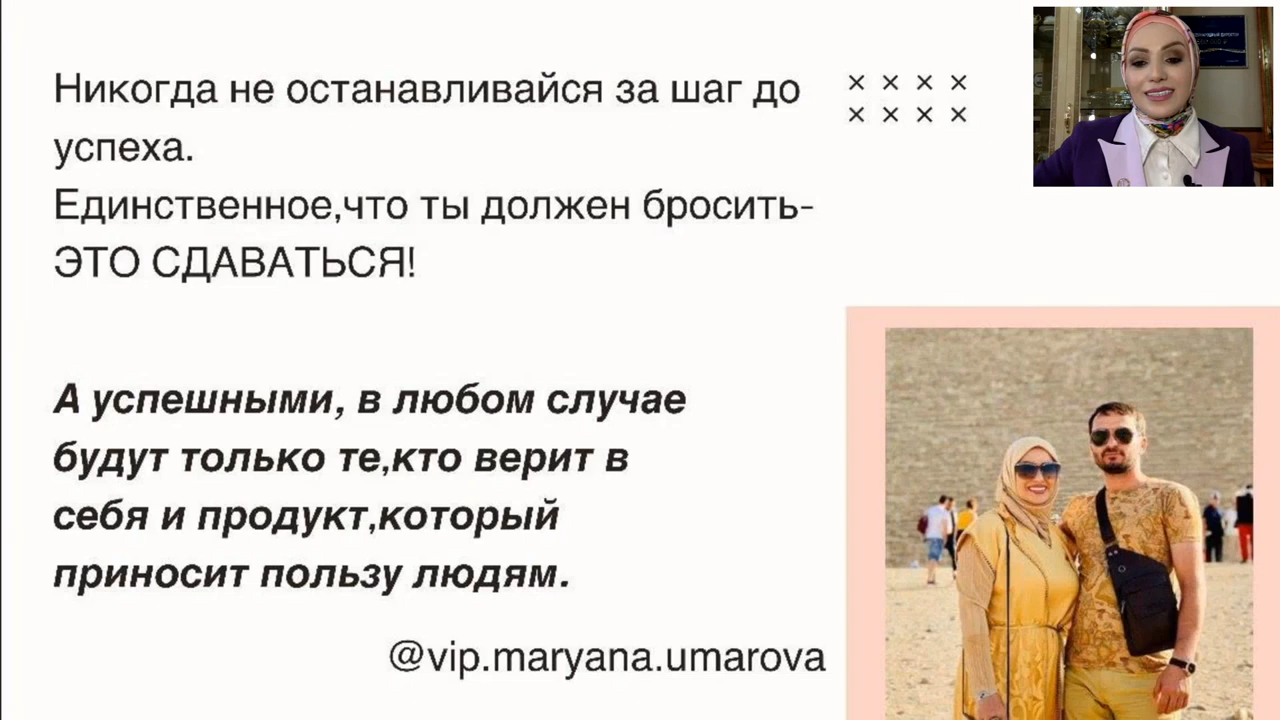 Никогда не останавливайся за шаг до
успеха.
Единственное,что ты должен бросить-
ЭТО СДАВАТЬСЯ!
А успешными, в любом случае
будут только те,кто верит в
себя и продукт,который
приносит пользу людям.
@vip.maryana.umarova